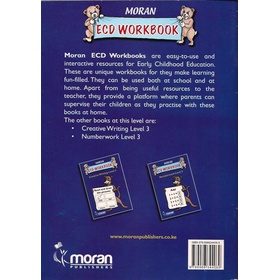 MORAN
ECD WORKBOOK
Moran ECD Workbooks are easy-to-use and
interactive resources for Early Childhood Education.
These are unique workbooks for they make learning
fun-filled. They can be used both at school and at
home. Apart from being useful resources to the
teacher, they provide a platform where parents can
supervise their children as they practise with these
books at home.
The other books at this level are:
• Creative Writing Level 3
• Numberwork Level 3
ECD WORKBOOK
ECD WORKBOOK
moran
PUBLISHERS
www.moranpublishers.co.ke